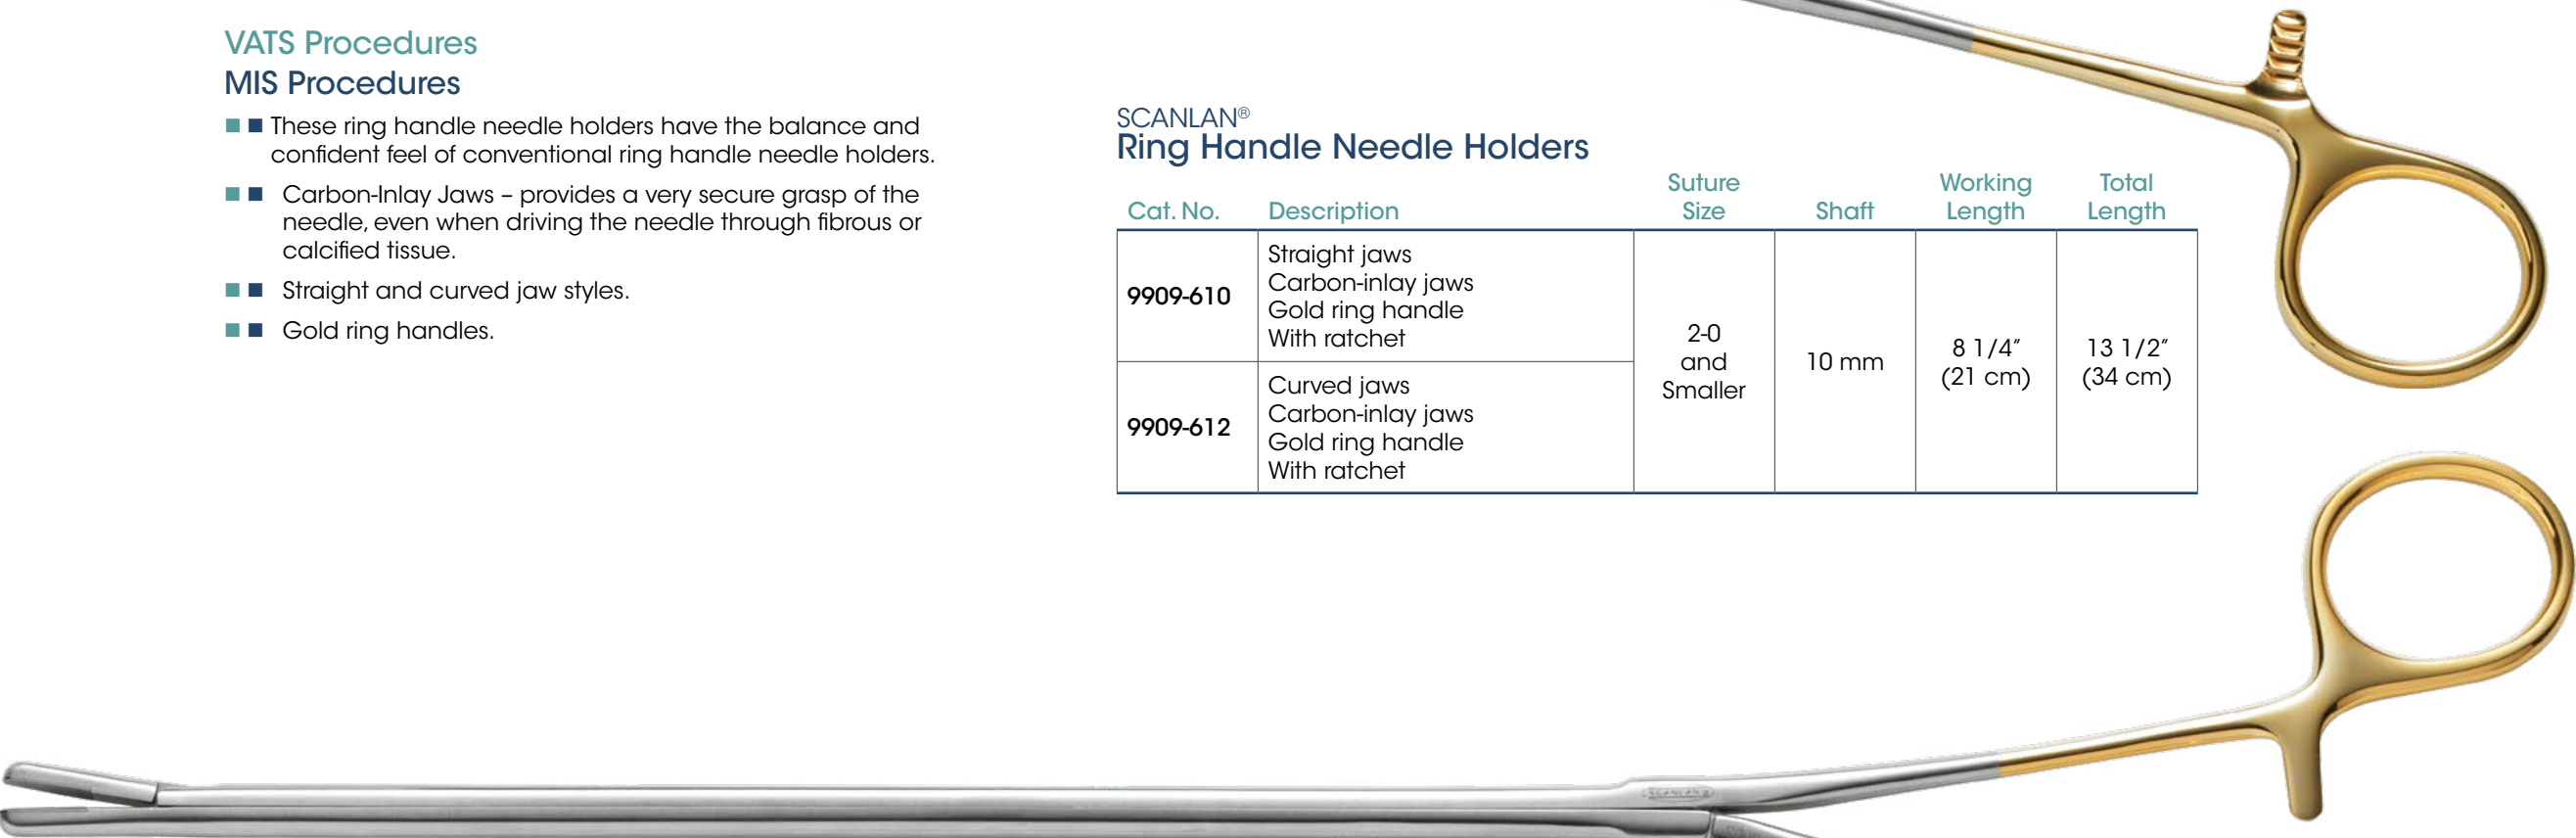 VATS Procedures
MIS Procedures
These ring handle needle holders have the balance and
confident feel of conventional ring handle needle holders.
Carbon-Inlay Jaws – provides a very secure grasp of the
needle, even when driving the needle through fibrous or
calcified tissue.
Straight and curved jaw styles.
Gold ring handles.
SCANLAN®
Ring Handle Needle Holders
Cat. No. Description Suture Size Shaft Working Length Total Length
9909-610
Straight jaws
Carbon-inlay jaws
Gold ring handle
With ratchet
9909-612
Curved jaws
Carbon-inlay jaws
Gold ring handle
With ratchet
2-0
and
Smaller
10 mm
8 1/4″
(21 cm)
13 1/2″
(34 cm)
SCANLAN